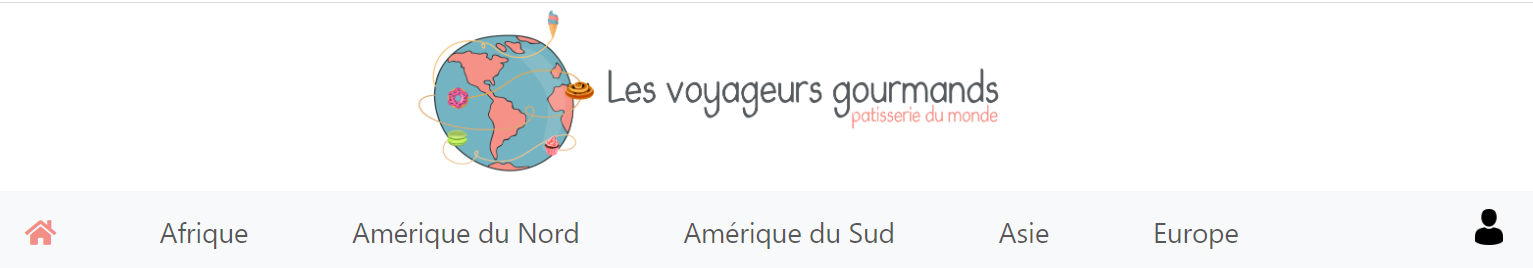 Les voyageurs gourmands
patisserie du monde
Afrique Amérique du Nord Amérique du Sud Asie Europe